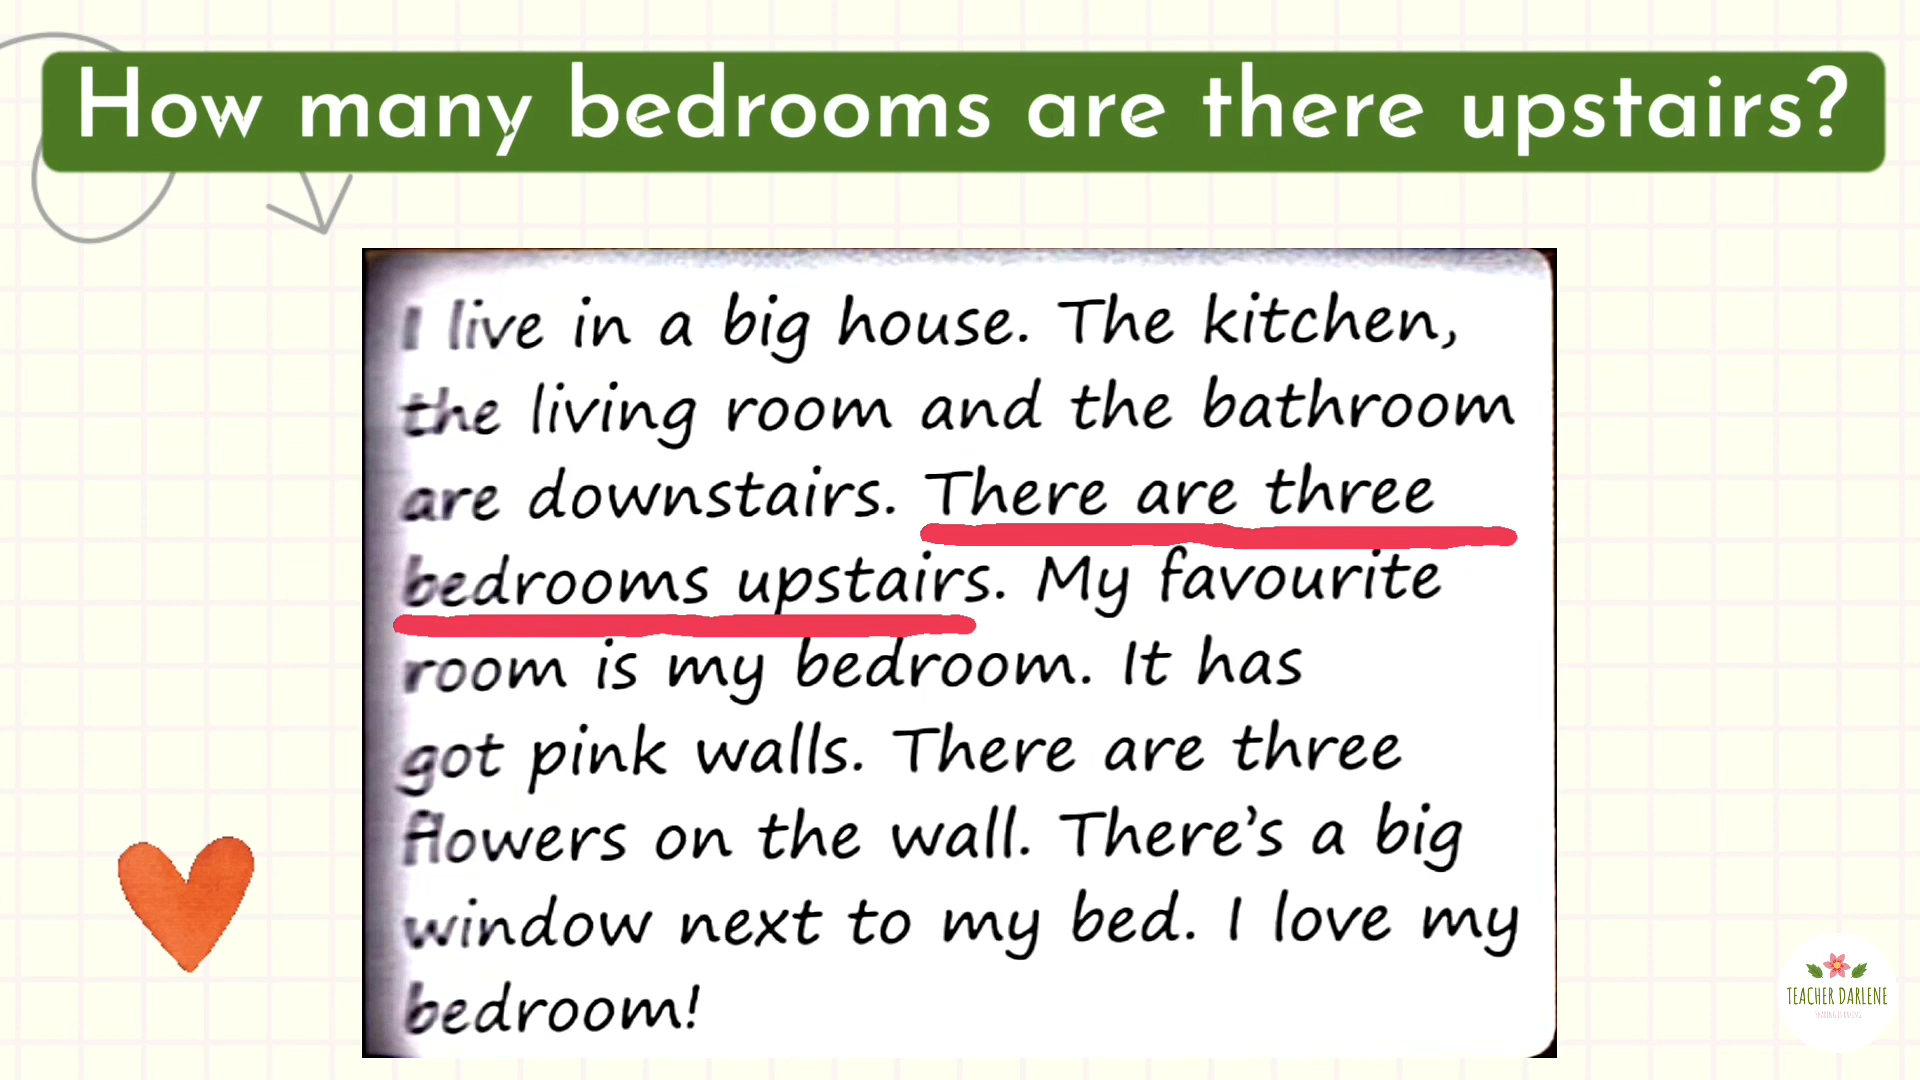 How many bedrooms are there upstairs?
I live in a big house. The kitchen,
the living room and the bathroom
are downstairs. There are three
bedrooms upstairs. My favourite
room is my bedroom. It has
got pink walls. There are three
flowers on the wall. There's a big
window next to my bed. I love my
bedroom!
TEACHER DARLENE